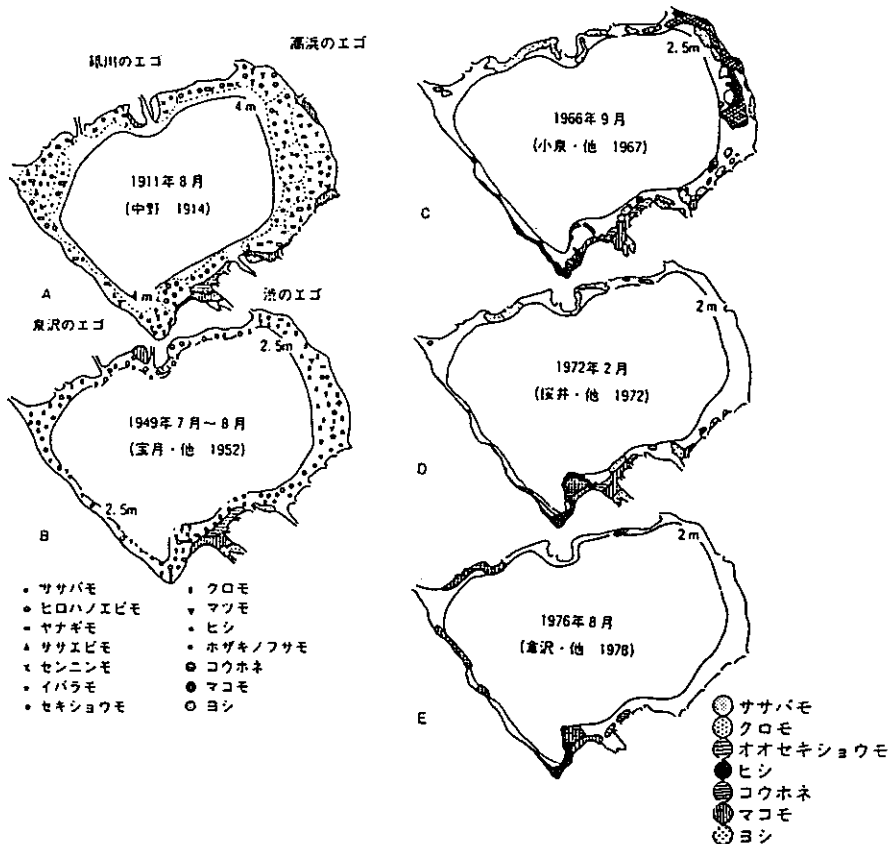 高浜のエゴ
4m
1911年8月
(中野 1914)
A
4m
泉沢のエゴ
渋のエゴ
2.5m
1949年7月～8月
(宝月・他 1952)
2.5m
B
ササバモ
ヒロハノエビモ
ヤナギモ
ササエビモ
センニンモ
イバラモ
セキショウモ
クロモ
マツモ
ヒシ
ホザキノフサモ
コウホネ
マコモ
ヨシ
2.5m
1966年9月
(小泉・他 1967)
C
2m
1972年2月
(桜井・他 1972)
D
2m
1976年8月
(倉沢・他 1978)
E
ササバモ
クロモ
オオセキショウモ
ヒシ
コウホネ
マコモ
ヨシ